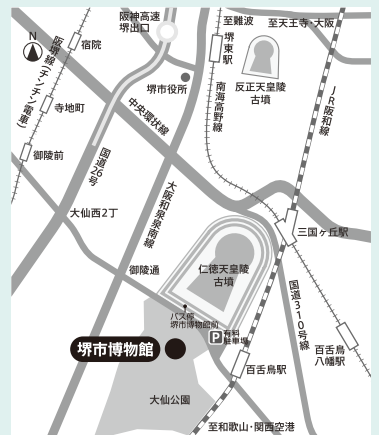 N
阪神高速
堺出口
至難波
至天王寺・大阪
宿院
堺東駅
阪堺線(チンチン電車)
堺市役所
反正天皇陵
古墳
寺地町
中央環状線
南海高野線
JR阪和線
御陵前
国道26号
大阪和泉泉南線
大仙西2丁
三国ヶ丘駅
御陵通
仁徳天皇陵
古墳
国道310号線
バス停
堺市博物館前
P 有料
駐車場
堺市博物館
百舌鳥
八幡駅
百舌鳥駅
大仙公園
至和歌山・関西空港